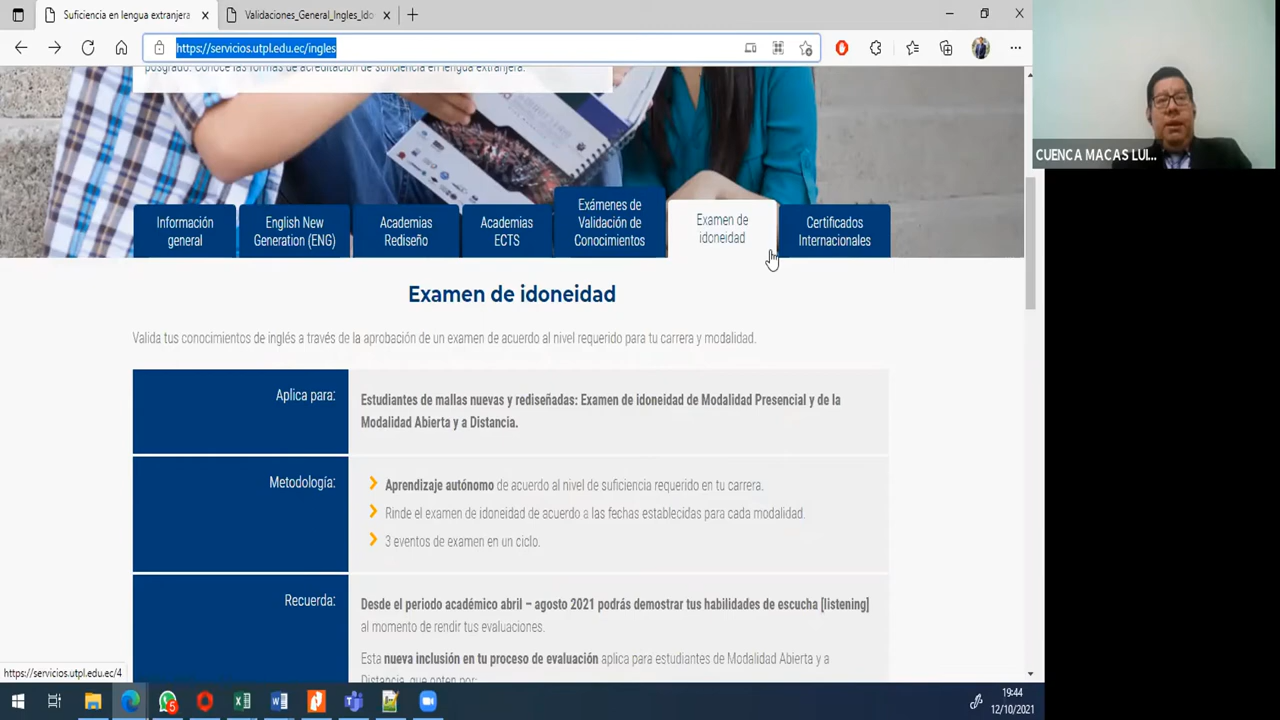 Suficiencia en lengua extranjera
Validaciones_General_Ingles_Ido
https://servicios.utpl.edu.ec/ingles
posgrado. Conoce las formas de acreditación de suficiencia en lengua extranjera.
CUENCA MACAS LUI...
Información
general
English New
Generation (ENG)
Academias
Rediseño
Academias
ECTS
Exámenes de
Validación de
Conocimientos
Examen de
idoneidad
Certificados
Internacionales
Examen de idoneidad
Valida tus conocimientos de inglés a través de la aprobación de un examen de acuerdo al nivel requerido para tu carrera y modalidad.
Aplica para:
Estudiantes de mallas nuevas y rediseñadas: Examen de idoneidad de Modalidad Presencial y de la
Modalidad Abierta y a Distancia.
Metodología:
Aprendizaje autónomo de acuerdo al nivel de suficiencia requerido en tu carrera.
Rinde el examen de idoneidad de acuerdo a las fechas establecidas para cada modalidad.
3 eventos de examen en un ciclo.
Recuerda:
Desde el periodo académico abril – agosto 2021 podrás demostrar tus habilidades de escucha [listening]
al momento de rendir tus evaluaciones.
Esta nueva inclusión en tu proceso de evaluación aplica para estudiantes de Modalidad Abierta y a
Distancia, que opten por:
https://servicios.utpl.edu.ec/4
5
19:44
12/10/2021